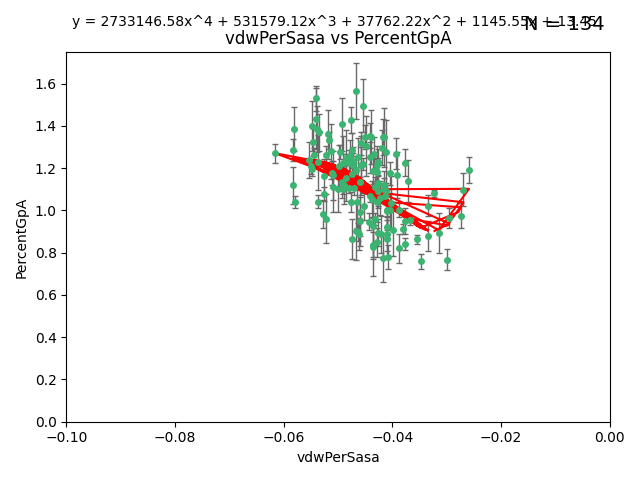 y = 2733146.58x^4 + 531579.12x^3 + 37762.22x^2 + 1145.55x + 13.45
N = 134
vdwPerSasa vs PercentGpA
PercentGpA
1.6
1.4
1.2
1.0
0.8
0.6
0.4
0.2
0.0
−0.10 −0.08 −0.06 −0.04 −0.02 0.00
vdwPerSasa